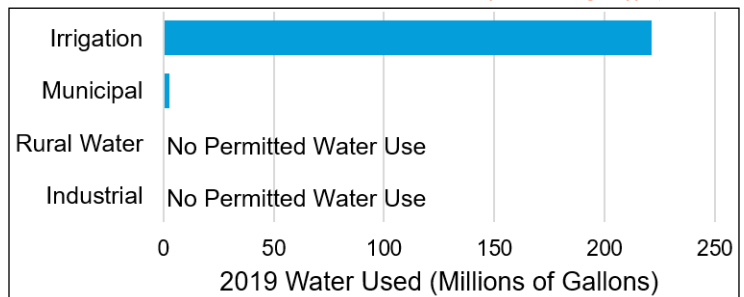 Irrigation
Municipal
Rural Water No Permitted Water Use
Industrial No Permitted Water Use
0 50 100 150 200 250
2019 Water Used (Millions of Gallons)